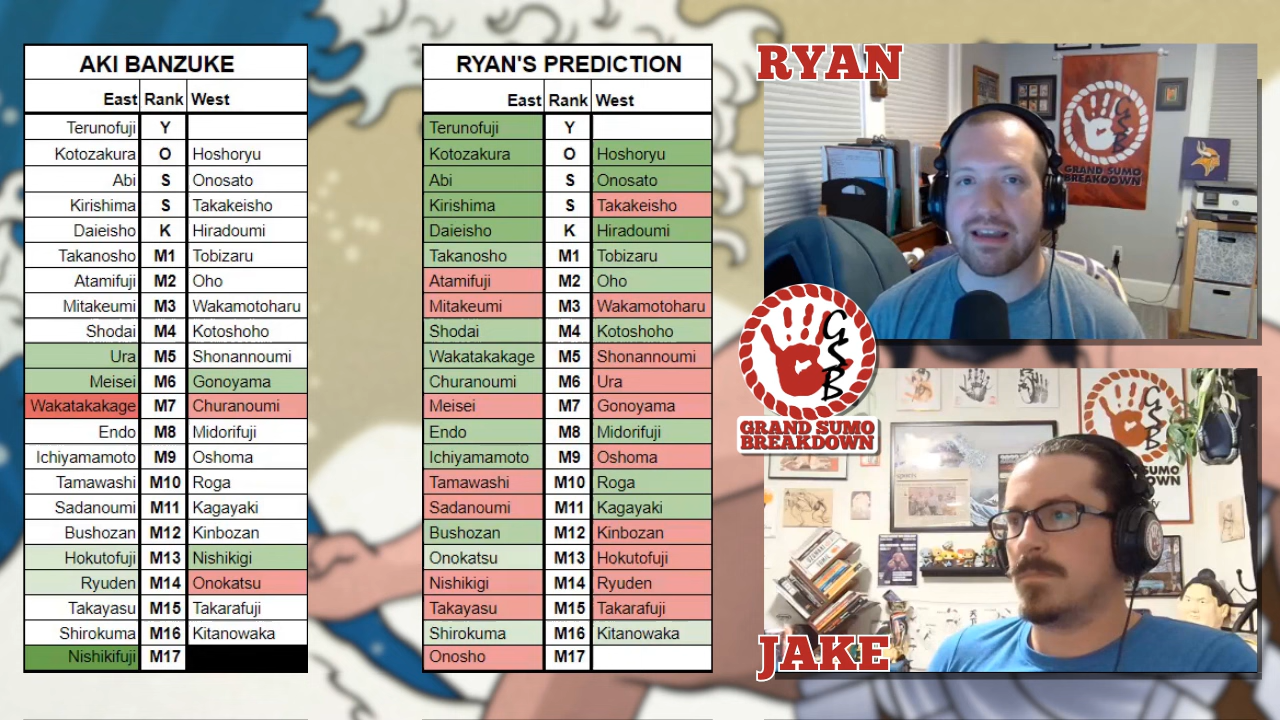 AKI BANZUKE
East Rank West
Terunofuji Y
Kotozakura O Hoshoryu
Abi S Onosato
Kirishima S Takakeisho
Daieisho K Hiradoumi
Takanosho M1 Tobizaru
Atamifuji M2 Oho
Mitakeumi M3 Wakamotoharu
Shodai M4 Kotoshoho
Ura M5 Shonannoumi
Meisei M6 Gonoyama
Wakatakakage M7 Churanoumi
Endo M8 Midorifuji
Ichiyamamoto M9 Oshoma
Tamawashi M10 Roga
Sadanoumi M11 Kagayaki
Bushozan M12 Kinbozan
Hokutofuji M13 Nishikigi
Ryuden M14 Onokatsu
Takayasu M15 Takarafuji
Shirokuma M16 Kitanowaka
Nishikifuji M17
RYAN'S PREDICTION
East Rank West
Terunofuji Y
Kotozakura O Hoshoryu
Abi S Onosato
Kirishima S Takakeisho
Daieisho K Hiradoumi
Takanosho M1 Tobizaru
Atamifuji M2 Oho
Mitakeumi M3 Wakamotoharu
Shodai M4 Kotoshoho
Wakatakakage M5 Shonannoumi
Churanoumi M6 Ura
Meisei M7 Gonoyama
Endo M8 Midorifuji
Ichiyamamoto M9 Oshoma
Tamawashi M10 Roga
Sadanoumi M11 Kagayaki
Bushozan M12 Kinbozan
Onokatsu M13 Hokutofuji
Nishikigi M14 Ryuden
Takayasu M15 Takarafuji
Shirokuma M16 Kitanowaka
Onosho M17
RYAN
GSB
GRAND SUMO
BREAKDOWN
GSB
GRAND SUMO
BREAKDOWN
JAKE